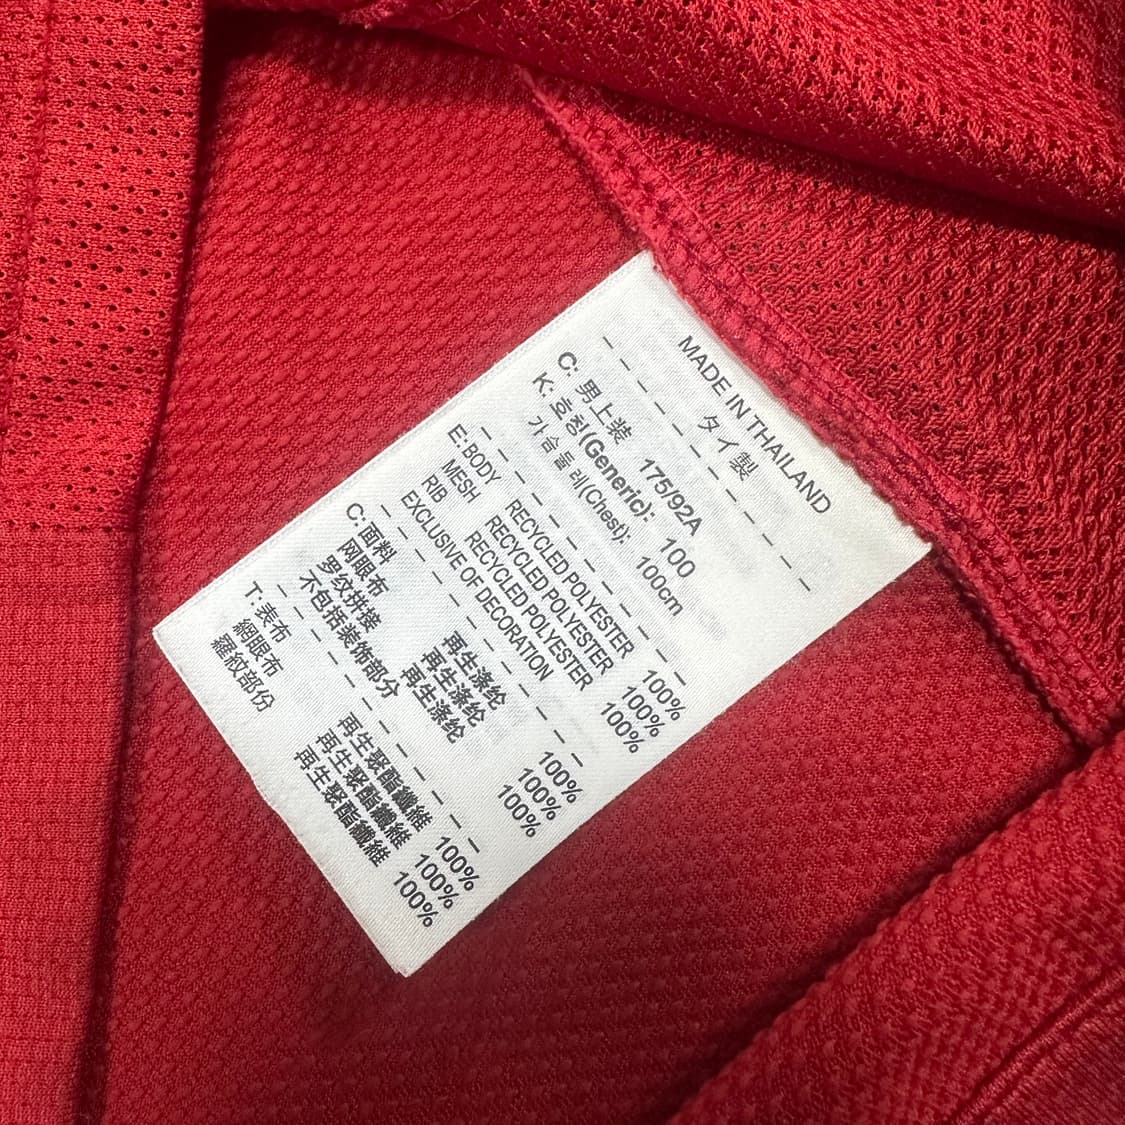 MADE IN THAILAND
タイ製
C: 男上装 175/92A
K: 호칭(Generic): 100
가슴둘레(Chest): 100cm
E: BODY RECYCLED POLYESTER 100%
MESH RECYCLED POLYESTER 100%
RIB RECYCLED POLYESTER 100%
EXCLUSIVE OF DECORATION
C: 面料 再生涤纶 100%
网眼布 再生涤纶 100%
罗纹拼接 再生涤纶 100%
不包括装饰部分
T: 表布 再生聚酯纖維 100%
網眼布 再生聚酯纖維 100%
羅紋部份 再生聚酯纖維 100%